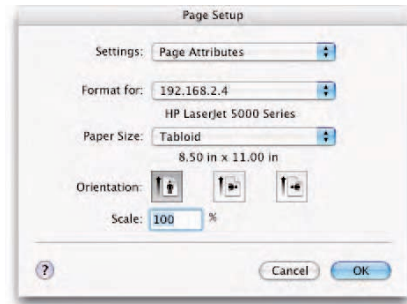 Page Setup
Settings: Page Attributes
Format for: 192.168.2.4
HP LaserJet 5000 Series
Paper Size: Tabloid
8.50 in x 11.00 in
Orientation:
Scale: 100 %
? Cancel OK